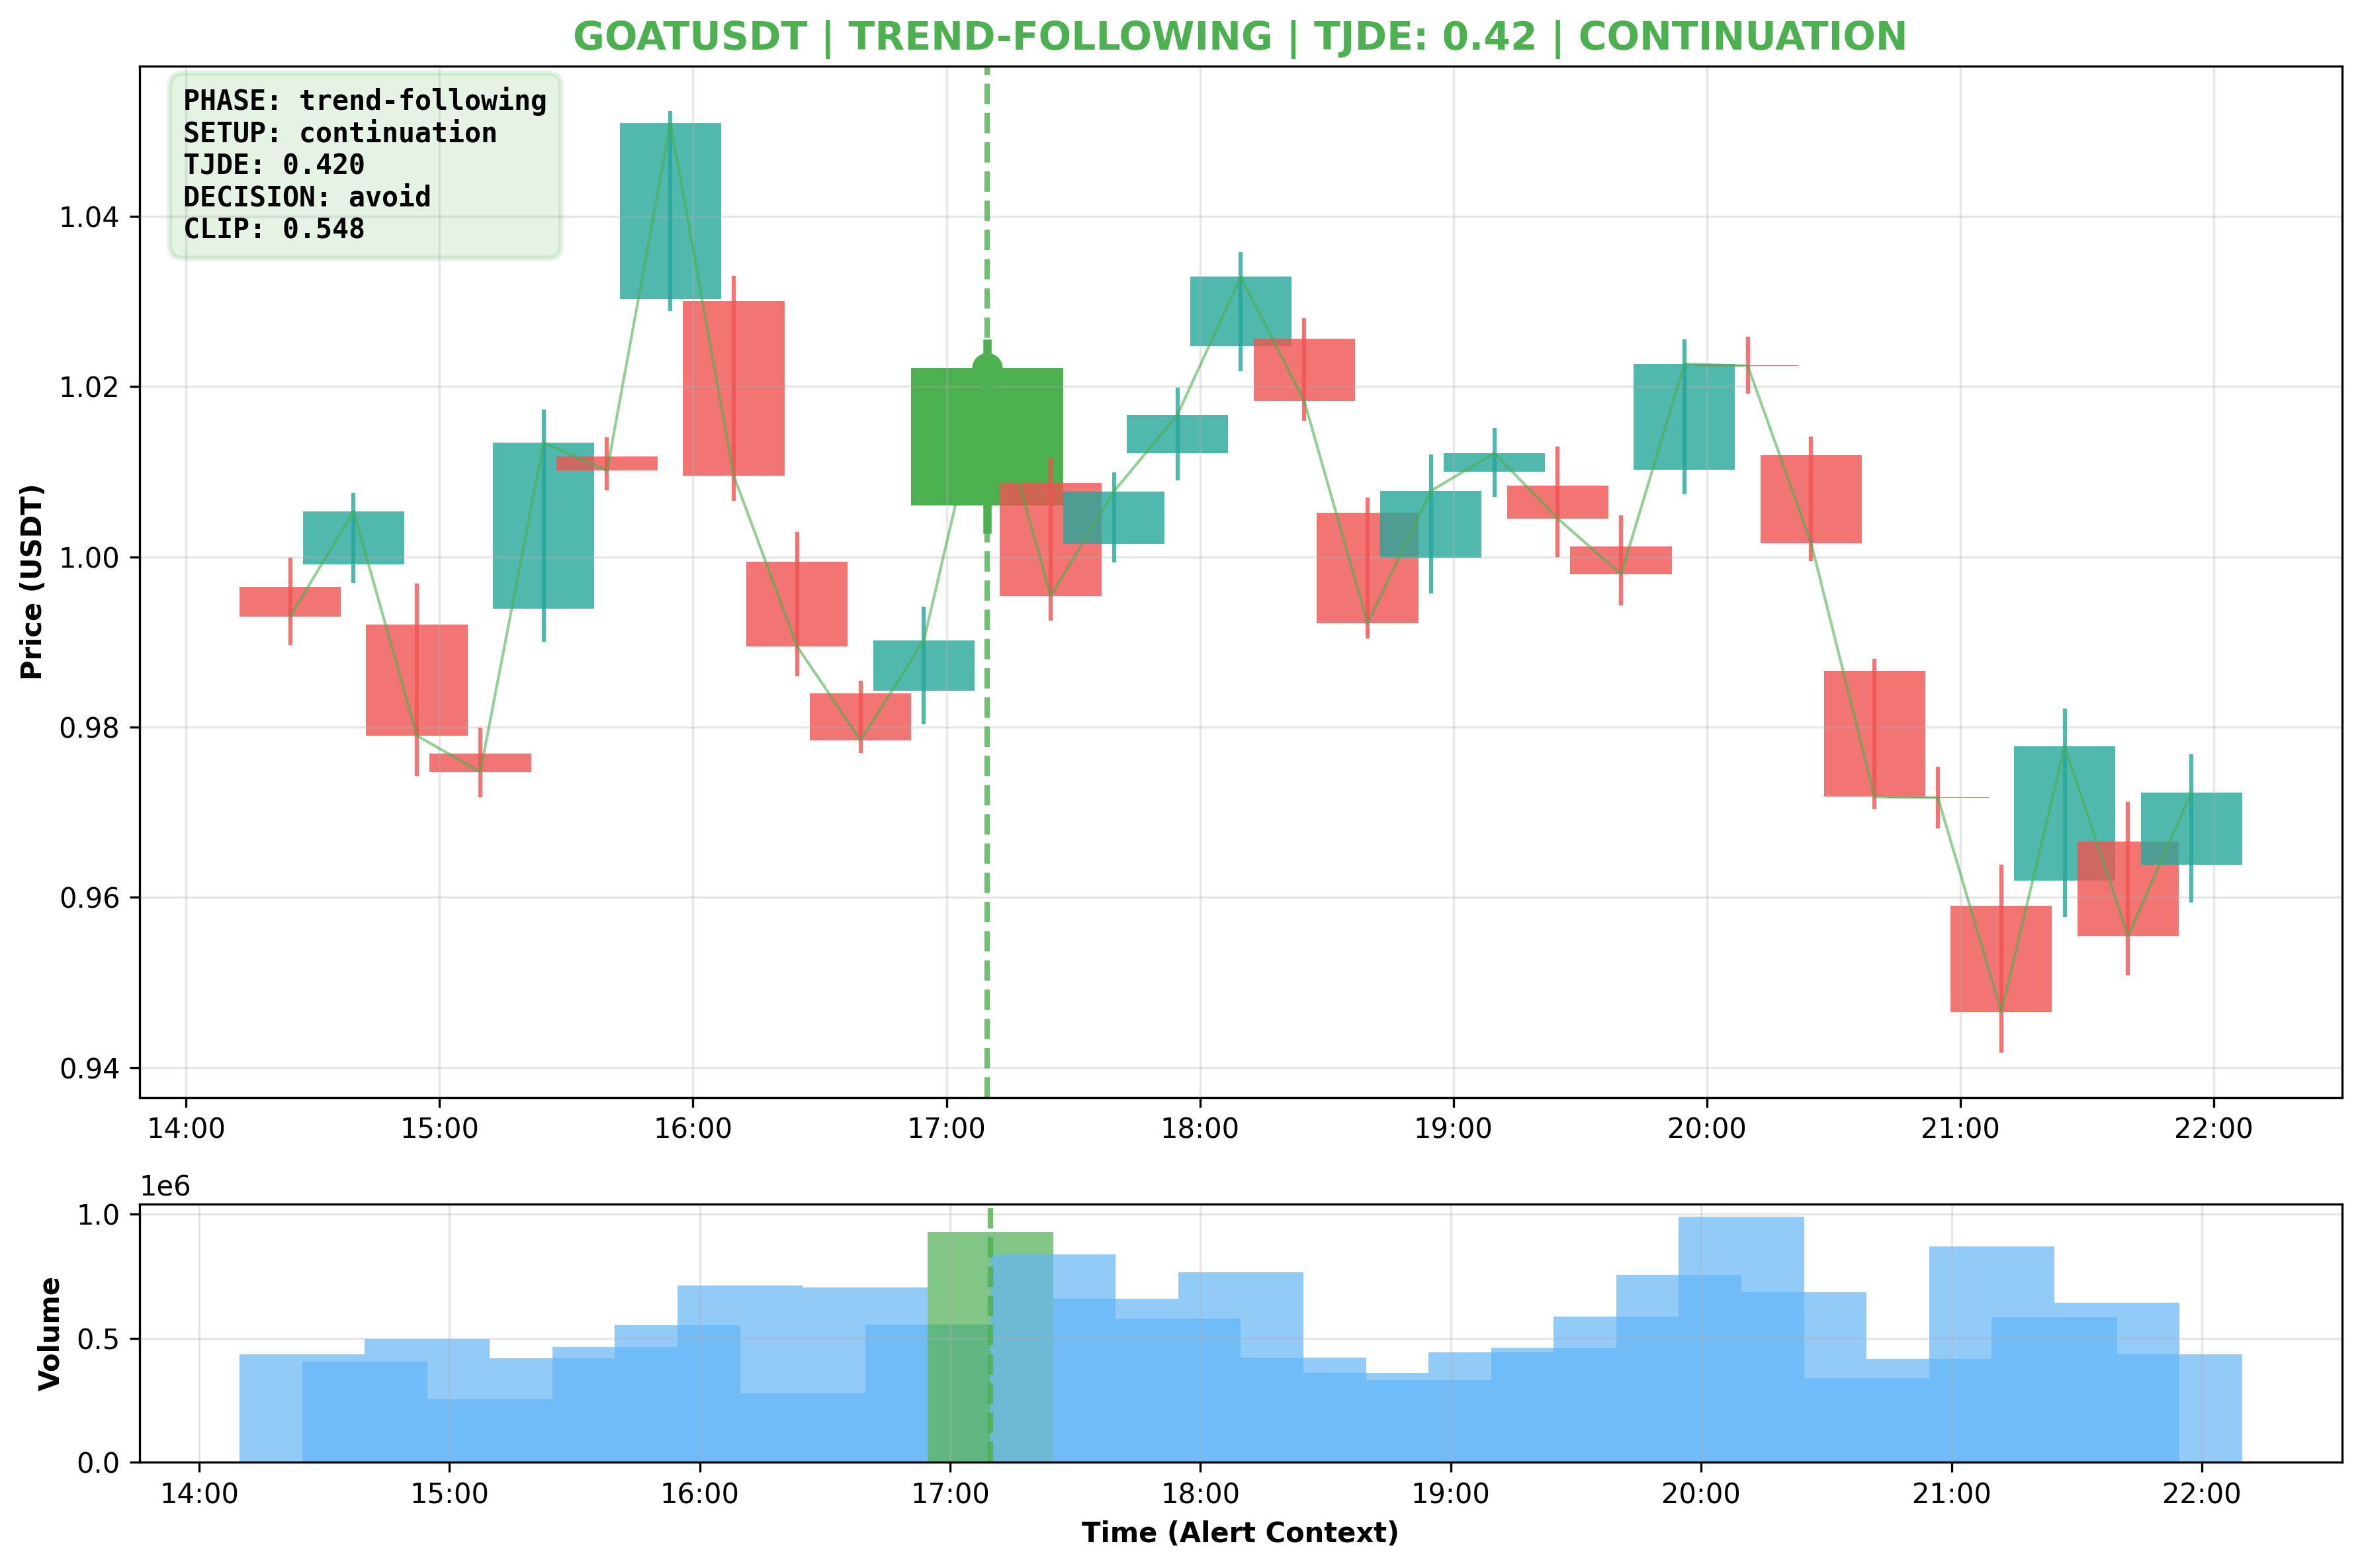 GOATUSDT | TREND-FOLLOWING | TJDE: 0.42 | CONTINUATION
PHASE: trend-following
SETUP: continuation
TJDE: 0.420
DECISION: avoid
CLIP: 0.548
Price (USDT)
1.04
1.02
1.00
0.98
0.96
0.94
14:00 15:00 16:00 17:00 18:00 19:00 20:00 21:00 22:00
1e6
Volume
1.0
0.5
0.0
14:00 15:00 16:00 17:00 18:00 19:00 20:00 21:00 22:00
Time (Alert Context)